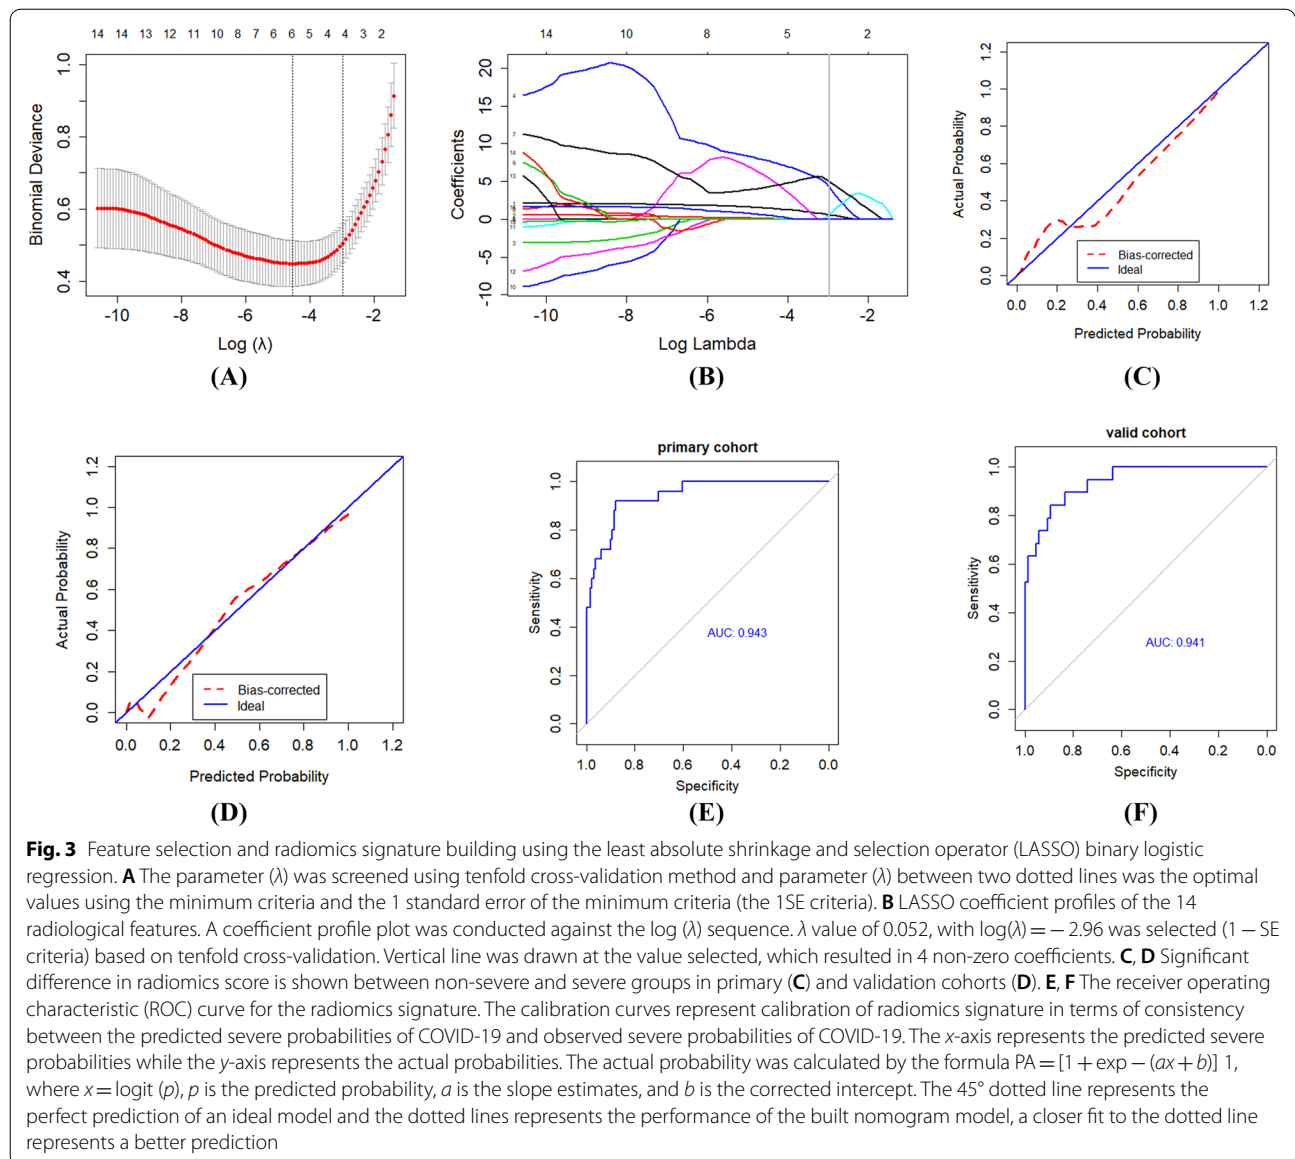 14 14 13 12 11 10 8 7 6 6 5 4 4 3 2
1.0
0.8
0.6
0.4
Binomial Deviance
-10 -8 -6 -4 -2
Log (λ)
(A)
14 10 8 5 2
20
15
10
5
0
-5
-10
Coefficients
4
7
14
9
13
11
3
12
10
-10 -8 -6 -4 -2
Log Lambda
(B)
1.2
1.0
0.8
0.6
0.4
0.2
0.0
Actual Probability
Bias-corrected
Ideal
0.0 0.2 0.4 0.6 0.8 1.0 1.2
Predicted Probability
(C)
1.2
1.0
0.8
0.6
0.4
0.2
0.0
Actual Probability
Bias-corrected
Ideal
0.0 0.2 0.4 0.6 0.8 1.0 1.2
Predicted Probability
(D)
primary cohort
1.0
0.8
0.6
0.4
0.2
0.0
Sensitivity
AUC: 0.943
1.0 0.8 0.6 0.4 0.2 0.0
Specificity
(E)
valid cohort
1.0
0.8
0.6
0.4
0.2
0.0
Sensitivity
AUC: 0.941
1.0 0.8 0.6 0.4 0.2 0.0
Specificity
(F)
Fig. 3 Feature selection and radiomics signature building using the least absolute shrinkage and selection operator (LASSO) binary logistic
regression. A The parameter (λ) was screened using tenfold cross-validation method and parameter (λ) between two dotted lines was the optimal
values using the minimum criteria and the 1 standard error of the minimum criteria (the 1SE criteria). B LASSO coefficient profiles of the 14
radiological features. A coefficient profile plot was conducted against the log (λ) sequence. λ value of 0.052, with log(λ) = − 2.96 was selected (1 − SE
criteria) based on tenfold cross-validation. Vertical line was drawn at the value selected, which resulted in 4 non-zero coefficients. C, D Significant
difference in radiomics score is shown between non-severe and severe groups in primary (C) and validation cohorts (D). E, F The receiver operating
characteristic (ROC) curve for the radiomics signature. The calibration curves represent calibration of radiomics signature in terms of consistency
between the predicted severe probabilities of COVID-19 and observed severe probabilities of COVID-19. The x-axis represents the predicted severe
probabilities while the y-axis represents the actual probabilities. The actual probability was calculated by the formula PA = [1 + exp − (ax + b)] 1,
where x = logit (p), p is the predicted probability, a is the slope estimates, and b is the corrected intercept. The 45° dotted line represents the
perfect prediction of an ideal model and the dotted lines represents the performance of the built nomogram model, a closer fit to the dotted line
represents a better prediction